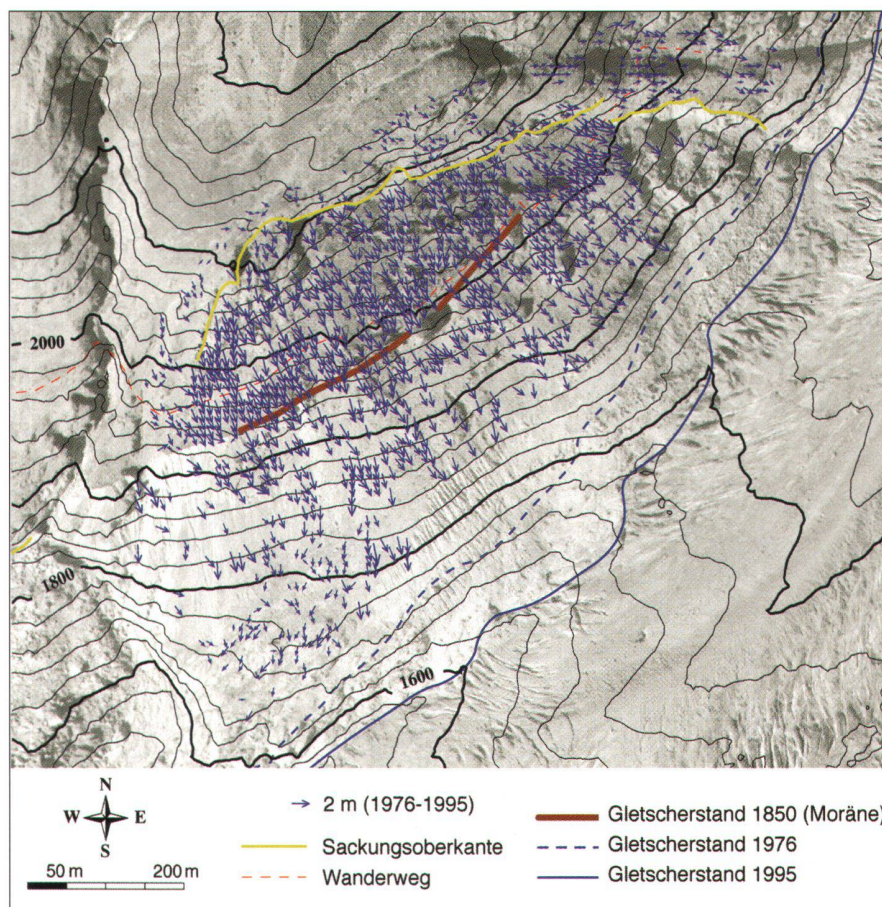 2000
1800
1600
N
W E
S
50 m 200 m
2 m (1976-1995)
Sackungsoberkante
Wanderweg
Gletscherstand 1850 (Moräne)
Gletscherstand 1976
Gletscherstand 1995